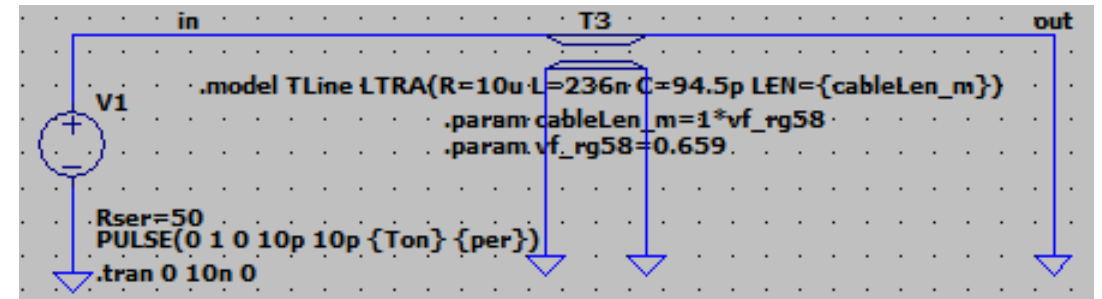 in T3 out
.model TLine LTRA(R=10u L=236n C=94.5p LEN={cableLen_m})
V1
.param cableLen_m=1*vf_rg58
.param vf_rg58=0.659
Rser=50
PULSE(0 1 0 10p 10p {Ton} {per})
.tran 0 10n 0